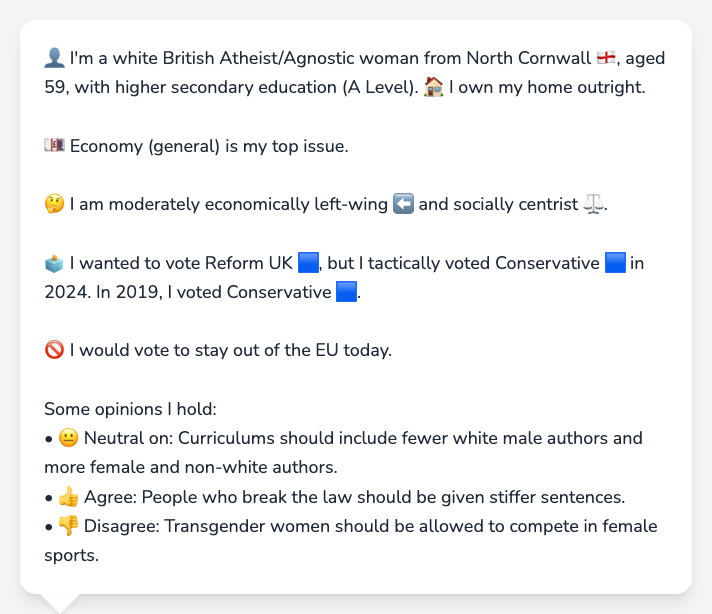 👤 I'm a white British Atheist/Agnostic woman from North Cornwall 🏴󠁧󠁢󠁥󠁮󠁧󠁿, aged
59, with higher secondary education (A Level). 🏠 I own my home outright.
💷 Economy (general) is my top issue.
🤔 I am moderately economically left-wing ⬅️ and socially centrist ⚖️.
🗳️ I wanted to vote Reform UK 🟦, but I tactically voted Conservative 🟦 in
2024. In 2019, I voted Conservative 🟦.
🚫 I would vote to stay out of the EU today.
Some opinions I hold:
• 😐 Neutral on: Curriculums should include fewer white male authors and
more female and non-white authors.
• 👍 Agree: People who break the law should be given stiffer sentences.
• 👎 Disagree: Transgender women should be allowed to compete in female
sports.